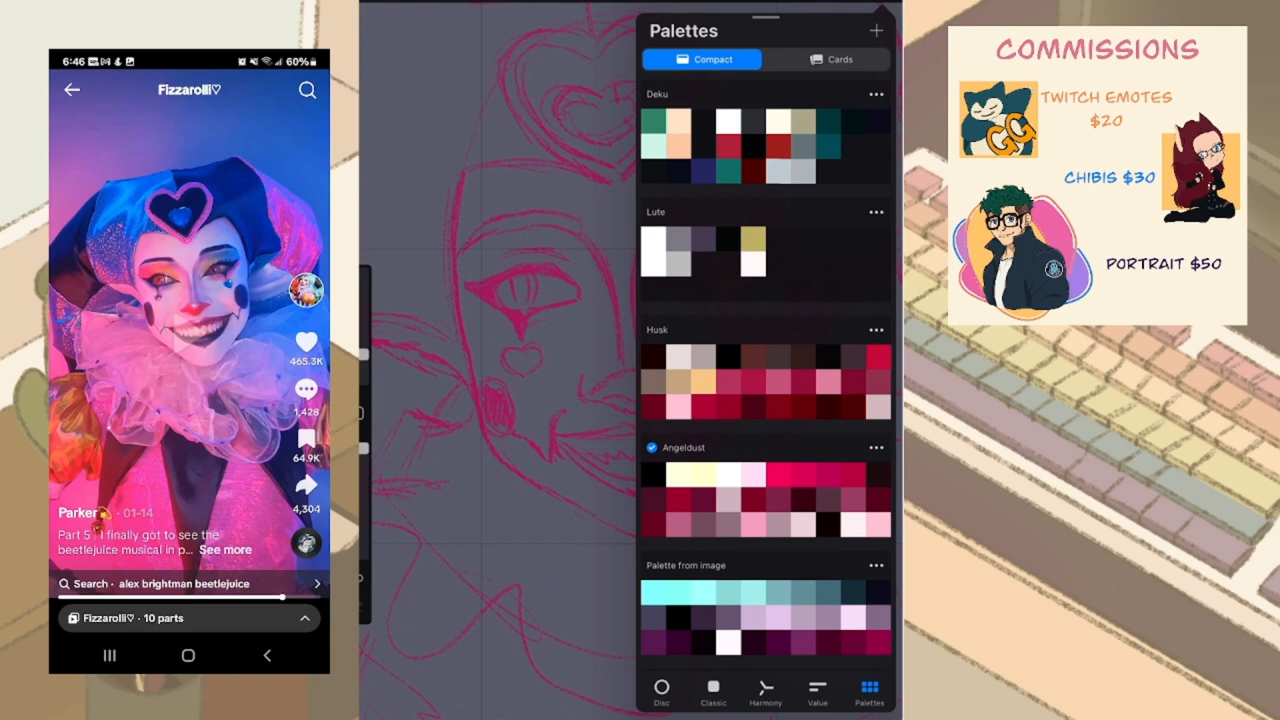 6:46
60%
Fizzarolli♡
465.3K
1,428
64.9K
4,304
Parker · 01-14
Part 5 I finally got to see the
beetlejuice musical in p... See more
Search · alex brightman beetlejuice
Fizzarolli♡ · 10 parts
Palettes
Compact
Cards
Deku
Lute
Husk
Angeldust
Palette from image
Disc
Classic
Harmony
Value
Palettes
COMMISSIONS
TWITCH EMOTES
$20
GG
CHIBIS $30
PORTRAIT $50